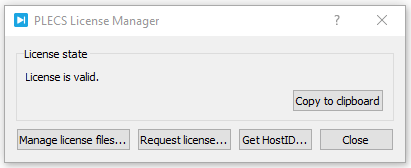 PLECS License Manager
License state
License is valid.
Copy to clipboard
Manage license files... Request license... Get HostID... Close